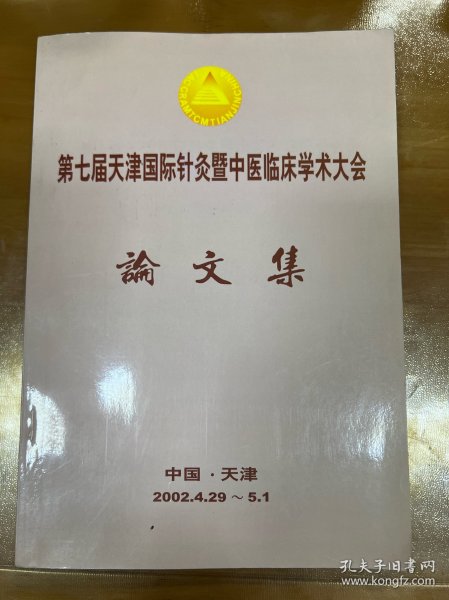 ICCRAMTCMTIANJINCHINA
第七届天津国际针灸暨中医临床学术大会
論文集
中国·天津
2002.4.29～5.1
孔夫子旧书网
www.kongfz.com